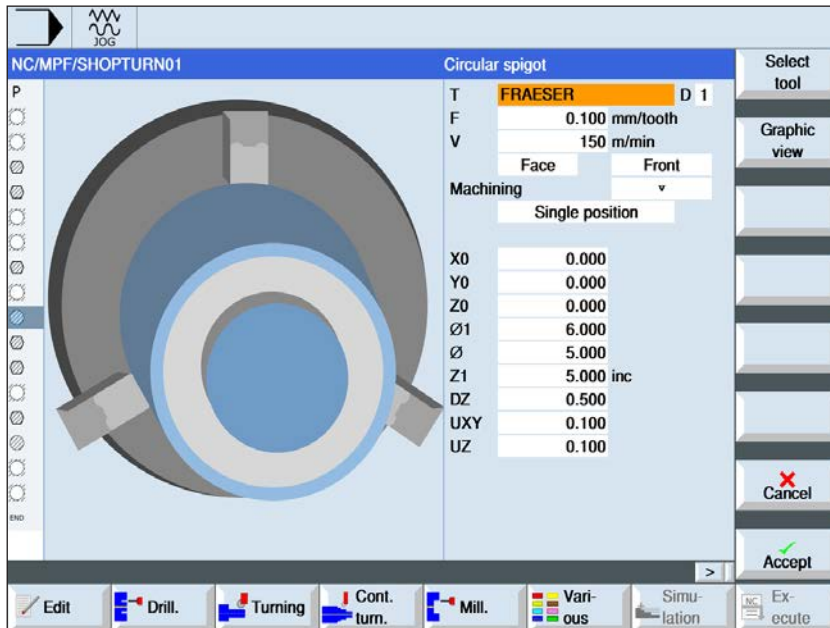 JOG
NC/MPF/SHOPTURN01
Circular spigot
P
END
T FRAESER D 1
F 0.100 mm/tooth
V 150 m/min
Face Front
Machining ▿
Single position
X0 0.000
Y0 0.000
Z0 0.000
Ø1 6.000
Ø 5.000
Z1 5.000 inc
DZ 0.500
UXY 0.100
UZ 0.100
>
Select
tool
Graphic
view
Cancel
Accept
Edit
Drill.
Turning
Cont.
turn.
Mill.
Vari-
ous
Simu-
lation
NC
Ex-
ecute